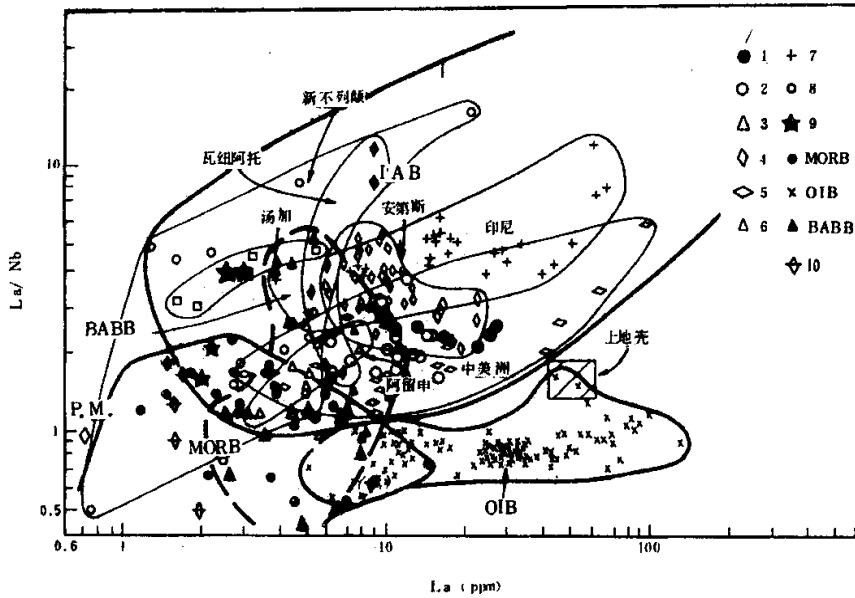 La/ Nb
10
1
0.5
0.6
1
10
100
La (ppm)
新不列颠
瓦纽阿托
汤加
IAB
安第斯
印尼
BABB
P.M.
MORB
阿留申
中美洲
上地壳
OIB
1 + 7
2 8
3 9
4 MORB
5 × OIB
6 BABB
10